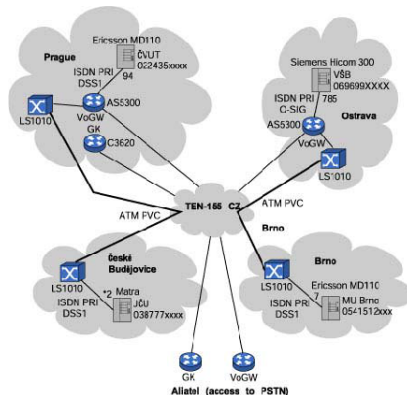 Ericsson MD110
ČVUT
022435xxxx
Prague
ISDN PRI
DSS1
94
AS5300
LS1010
VoGW
GK
C3620
Siemens Hicom 300
VŠB
069699XXXX
ISDN PRI
C-SIG
785
AS5300
Ostrava
VoGW
LS1010
TEN-155 CZ
ATM PVC
ATM PVC
Brno
České
Budějovice
LS1010
*2
Matra
ISDN PRI
DSS1
JČU
038777xxxx
Brno
LS1010
Ericsson MD110
7
ISDN PRI
DSS1
MU Brno
0541512xxx
GK
VoGW
Aliatel (access to PSTN)